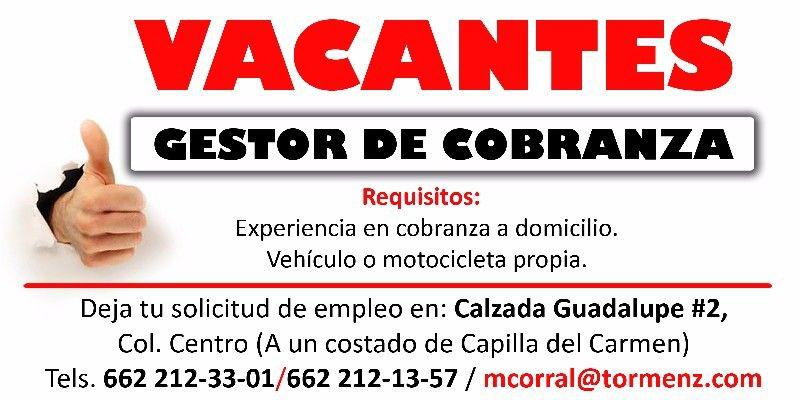 VACANTES
GESTOR DE COBRANZA
Requisitos:
Experiencia en cobranza a domicilio.
Vehículo o motocicleta propia.
Deja tu solicitud de empleo en: Calzada Guadalupe #2,
Col. Centro (A un costado de Capilla del Carmen)
Tels. 662 212-33-01/662 212-13-57 / mcorral@tormenz.com